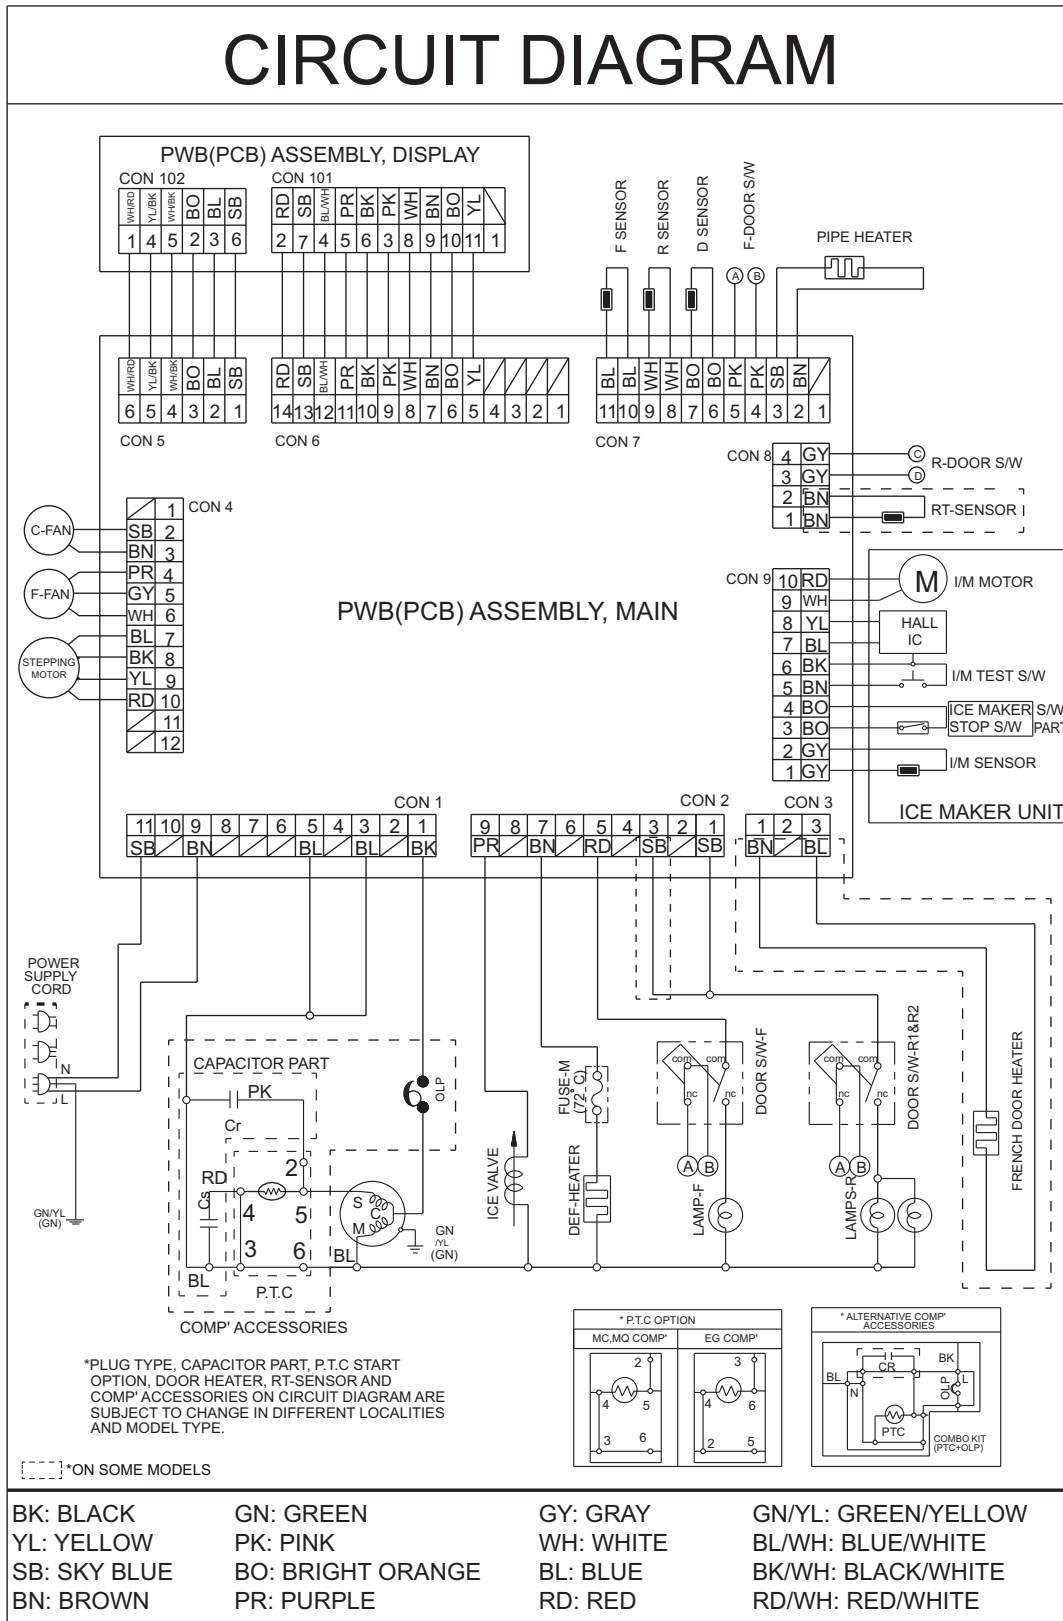 CIRCUIT DIAGRAM
PWB(PCB) ASSEMBLY, DISPLAY
CON 102
CON 101
WH/RD YL/BK WH/BK BO BL SB
1 4 5 2 3 6
RD SB BL/WH PR BK PK WH BN BO YL
2 7 4 5 6 3 8 9 10 11 1
F SENSOR
R SENSOR
D SENSOR
F-DOOR S/W
A B
PIPE HEATER
WH/RD YL/BK WH/BK BO BL SB
6 5 4 3 2 1
CON 5
RD SB BL/WH PR BK PK WH BN BO YL
14 13 12 11 10 9 8 7 6 5 4 3 2 1
CON 6
BL BL WH WH BO BO PK PK SB BN
11 10 9 8 7 6 5 4 3 2 1
CON 7
CON 8
4 GY
3 GY
2 BN
1 BN
C
D
R-DOOR S/W
RT-SENSOR
CON 4
1
SB 2
BN 3
PR 4
GY 5
WH 6
BL 7
BK 8
YL 9
RD 10
11
12
C-FAN
F-FAN
STEPPING
MOTOR
PWB(PCB) ASSEMBLY, MAIN
CON 9
10 RD
9 WH
8 YL
7 BL
6 BK
5 BN
4 BO
3 BO
2 GY
1 GY
M
I/M MOTOR
HALL
IC
I/M TEST S/W
ICE MAKER S/W
STOP S/W PART
I/M SENSOR
ICE MAKER UNIT
CON 1
11 10 9 8 7 6 5 4 3 2 1
SB BN BL BL BK
CON 2
9 8 7 6 5 4 3 2 1
PR BN RD SB SB
CON 3
1 2 3
BN BL
POWER
SUPPLY
CORD
N
L
GN/YL
(GN)
CAPACITOR PART
PK
Cr
OLP
RD
Cs
2
4 5
3 6
BL
P.T.C
S
C
M
BL
GN
/YL
(GN)
COMP' ACCESSORIES
ICE VALVE
FUSE-M
(72°C)
DEF-HEATER
com com
nc nc
DOOR S/W-F
A B
LAMP-F
com com
nc nc
DOOR S/W-R1&R2
A B
LAMPS-R
FRENCH DOOR HEATER
*PLUG TYPE, CAPACITOR PART, P.T.C START
OPTION, DOOR HEATER, RT-SENSOR AND
COMP' ACCESSORIES ON CIRCUIT DIAGRAM ARE
SUBJECT TO CHANGE IN DIFFERENT LOCALITIES
AND MODEL TYPE.
*ON SOME MODELS
* P.T.C OPTION
MC,MQ COMP' EG COMP'
2
4 5
3 6
3
4 6
2 5
* ALTERNATIVE COMP'
ACCESSORIES
CR
BK
BL
N
L
OLP
PTC
COMBO KIT
(PTC+OLP)
BK: BLACK GN: GREEN GY: GRAY GN/YL: GREEN/YELLOW
YL: YELLOW PK: PINK WH: WHITE BL/WH: BLUE/WHITE
SB: SKY BLUE BO: BRIGHT ORANGE BL: BLUE BK/WH: BLACK/WHITE
BN: BROWN PR: PURPLE RD: RED RD/WH: RED/WHITE